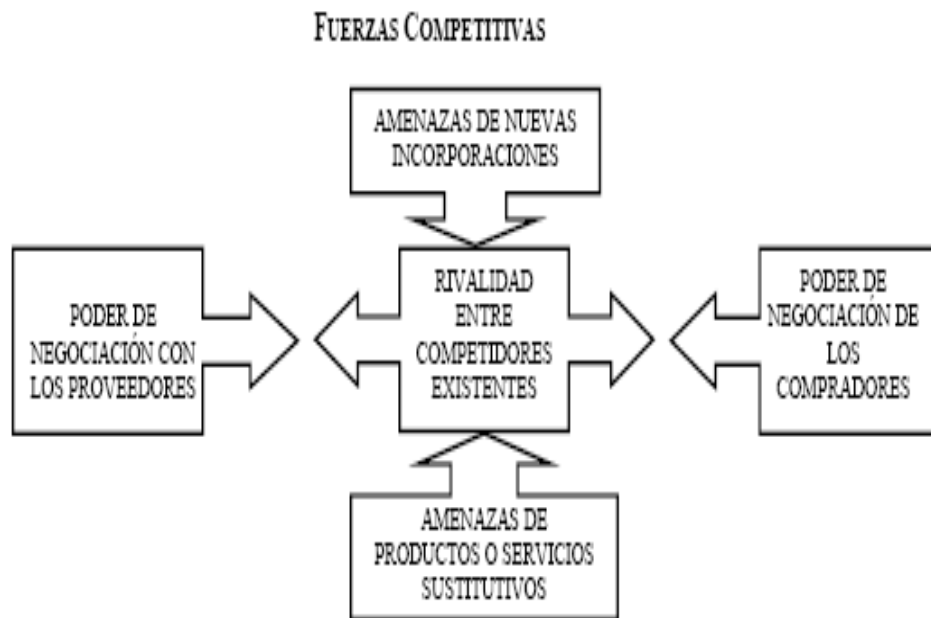 FUERZAS COMPETITIVAS
AMENAZAS DE NUEVAS
INCORPORACIONES
PODER DE
NEGOCIACIÓN CON
LOS PROVEEDORES
RIVALIDAD
ENTRE
COMPETIDORES
EXISTENTES
PODER DE
NEGOCIACIÓN DE
LOS
COMPRADORES
AMENAZAS DE
PRODUCTOS O SERVICIOS
SUSTITUTIVOS